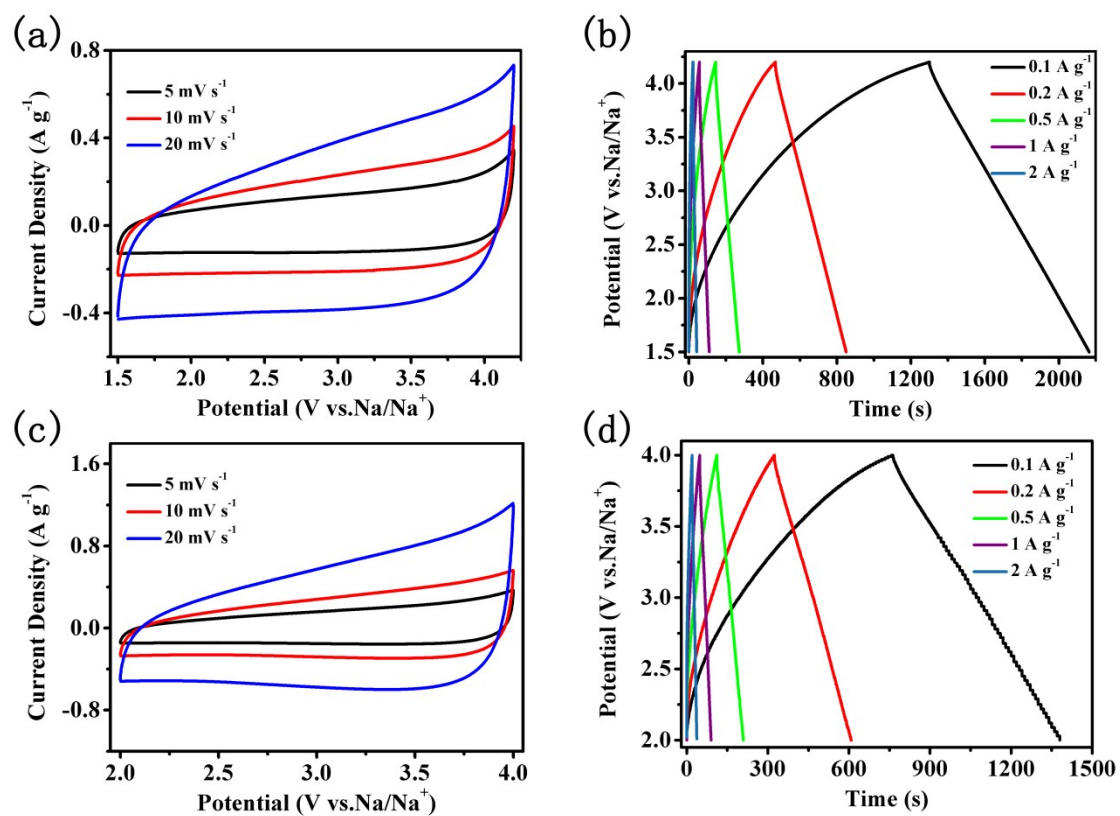 (a)
0.8
0.4
0.0
-0.4
Current Density (A g⁻¹)
5 mV s⁻¹
10 mV s⁻¹
20 mV s⁻¹
1.5 2.0 2.5 3.0 3.5 4.0
Potential (V vs.Na/Na⁺)
(b)
4.0
3.5
3.0
2.5
2.0
1.5
Potential (V vs.Na/Na⁺)
0.1 A g⁻¹
0.2 A g⁻¹
0.5 A g⁻¹
1 A g⁻¹
2 A g⁻¹
0 400 800 1200 1600 2000
Time (s)
(c)
1.6
0.8
0.0
-0.8
Current Density (A g⁻¹)
5 mV s⁻¹
10 mV s⁻¹
20 mV s⁻¹
2.0 2.5 3.0 3.5 4.0
Potential (V vs.Na/Na⁺)
(d)
4.0
3.5
3.0
2.5
2.0
Potential (V vs.Na/Na⁺)
0.1 A g⁻¹
0.2 A g⁻¹
0.5 A g⁻¹
1 A g⁻¹
2 A g⁻¹
0 300 600 900 1200 1500
Time (s)